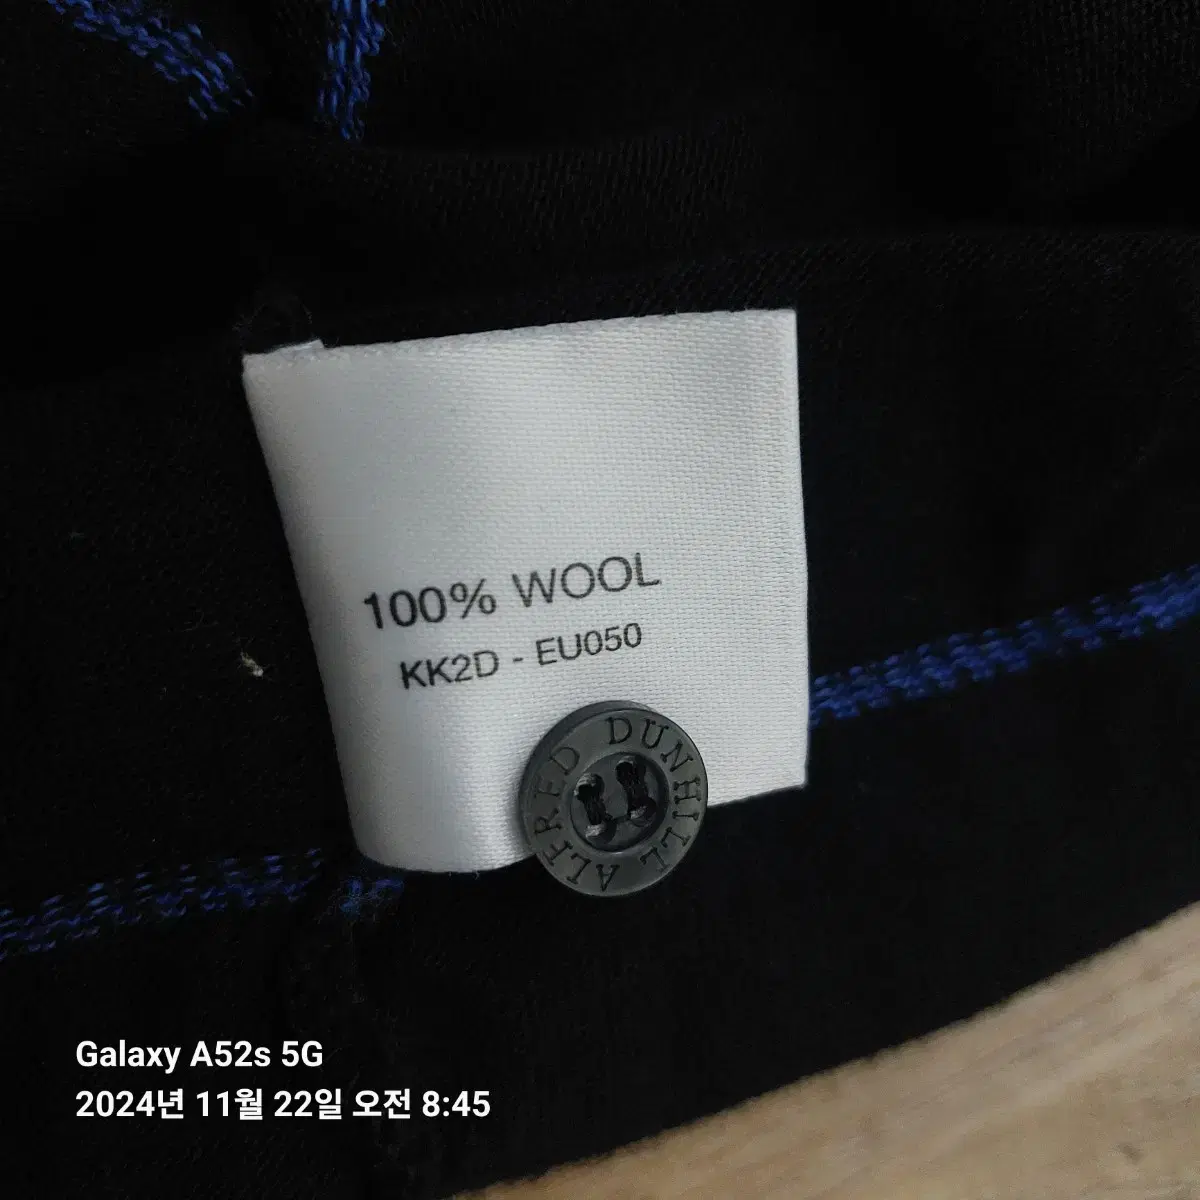 100% WOOL
KK2D - EU050
ALFRED DUNHILL
Galaxy A52s 5G
2024년 11월 22일 오전 8:45